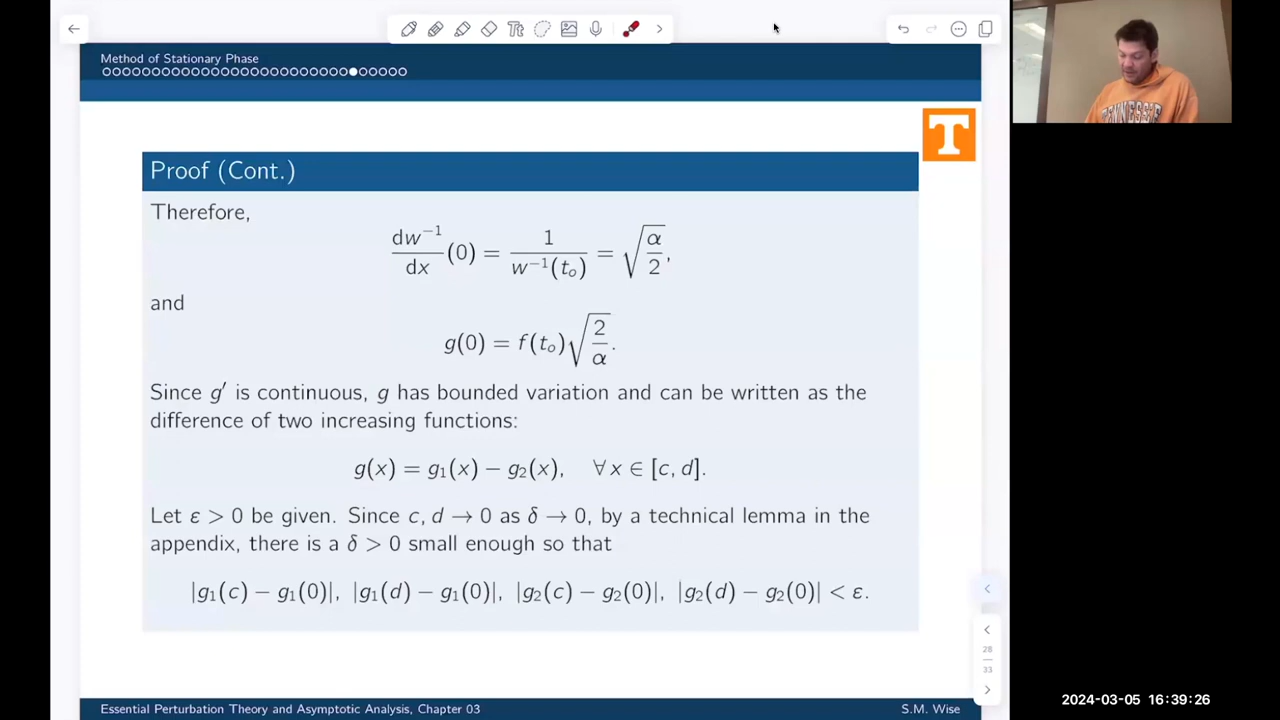 Method of Stationary Phase
Proof (Cont.)
Therefore,
dw⁻¹/dx (0) = 1/w⁻¹(tₒ) = √(α/2),
and
g(0) = f(tₒ)√(2/α).
Since g′ is continuous, g has bounded variation and can be written as the
difference of two increasing functions:
g(x) = g₁(x) − g₂(x), ∀ x ∈ [c, d].
Let ε > 0 be given. Since c, d → 0 as δ → 0, by a technical lemma in the
appendix, there is a δ > 0 small enough so that
|g₁(c) − g₁(0)|, |g₁(d) − g₁(0)|, |g₂(c) − g₂(0)|, |g₂(d) − g₂(0)| < ε.
28
33
Essential Perturbation Theory and Asymptotic Analysis, Chapter 03 S.M. Wise
T
TENNESSEE
2024-03-05 16:39:26